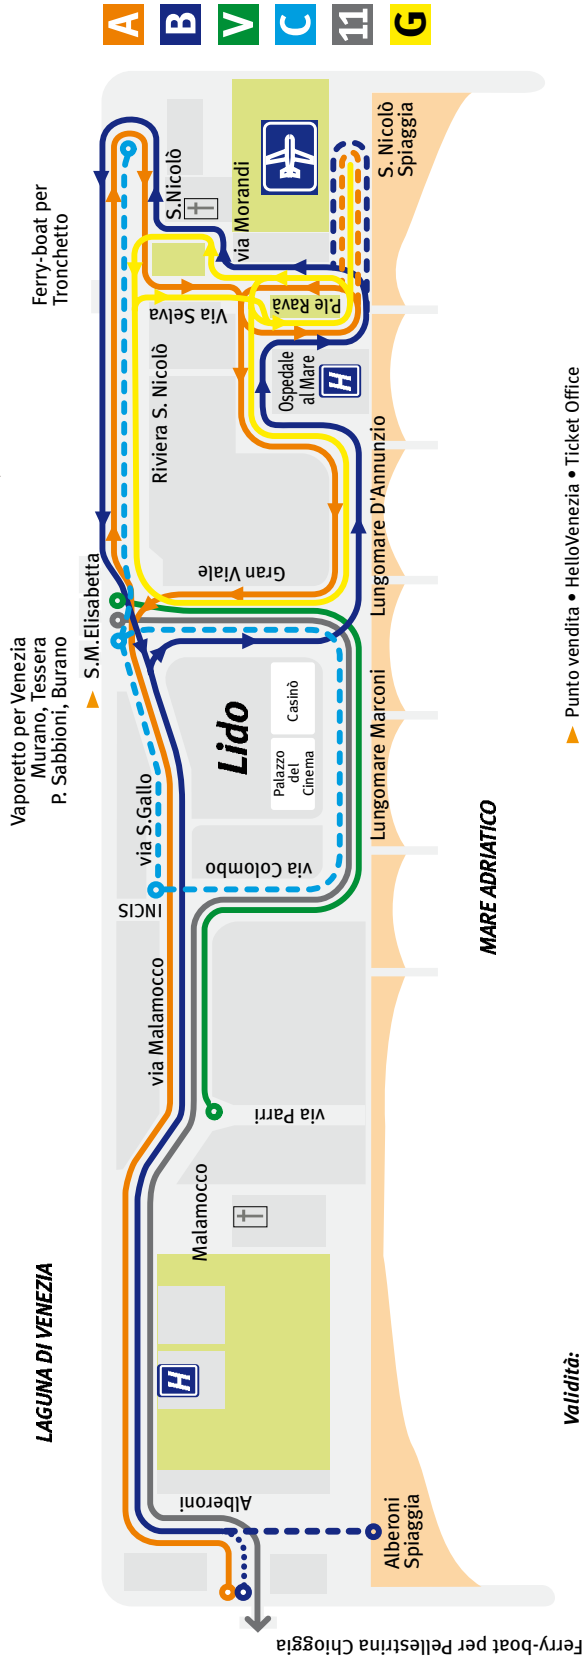 A
B
V
C
11
G
Ferry-boat per
Tronchetto
S.Nicolò
via Morandi
S. Nicolò
Spiaggia
Via Selva
P.le Ravà
Riviera S. Nicolò
Ospedale
al Mare
H
Gran Viale
Lungomare D'Annunzio
S.M.Elisabetta
Vaporetto per Venezia
Murano, Tessera
P. Sabbioni, Burano
Lido
Casinò
Palazzo
del
Cinema
via S.Gallo
via Colombo
Lungomare Marconi
INCIS
via Malamocco
MARE ADRIATICO
Punto vendita • HelloVenezia • Ticket Office
via Parri
Malamocco
LAGUNA DI VENEZIA
H
Alberoni
Alberoni
Spiaggia
Validità:
Ferry-boat per Pellestrina Chioggia